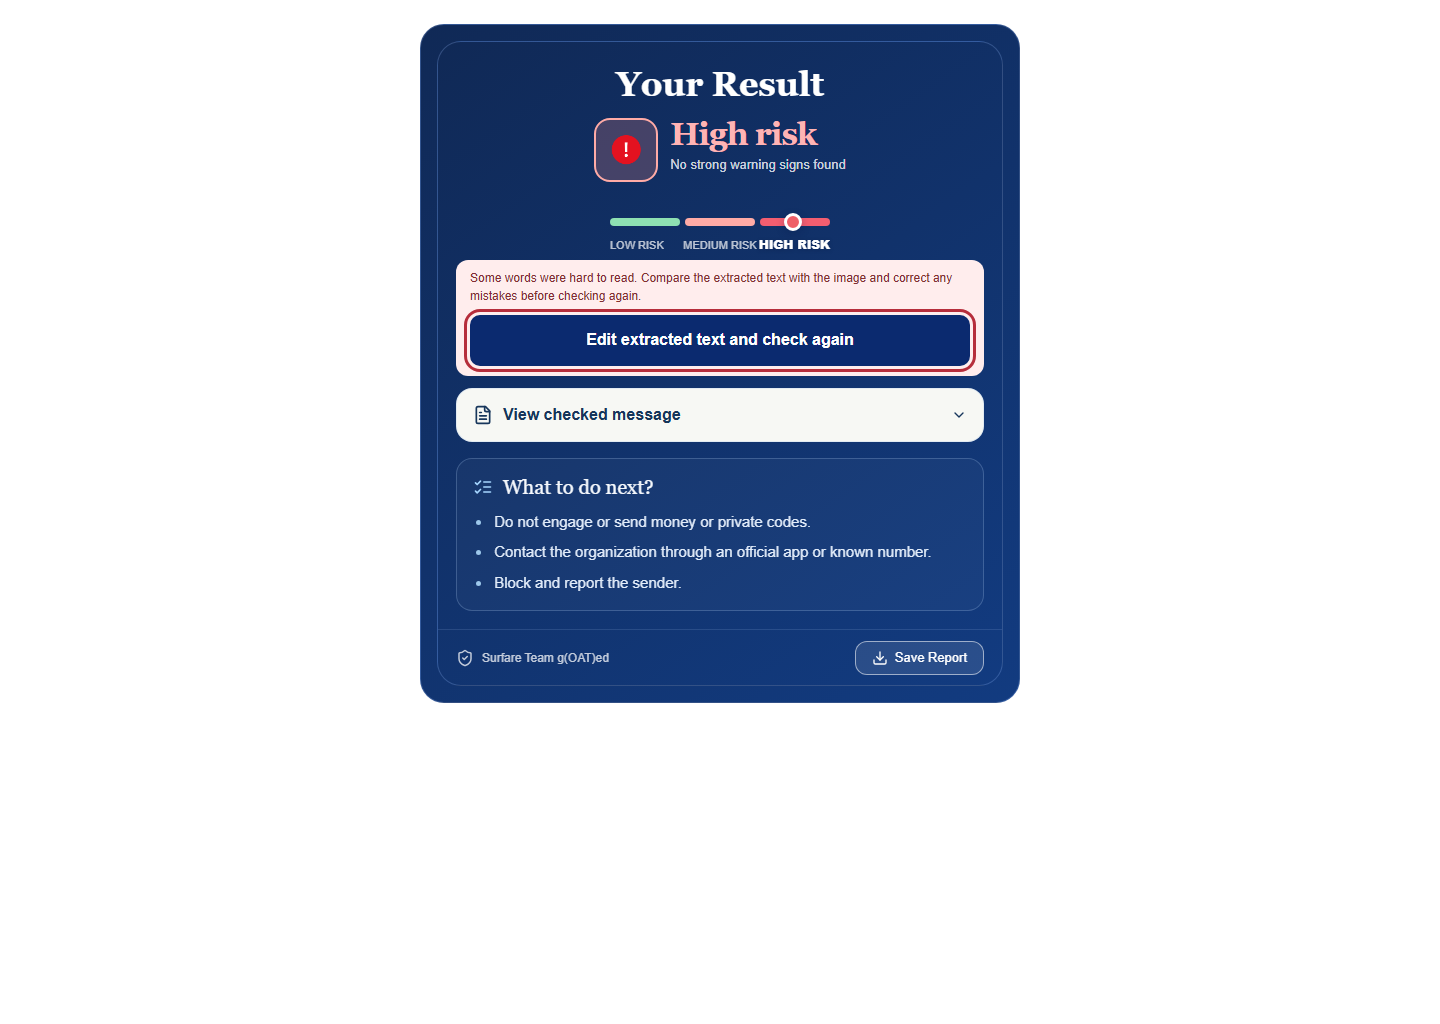 Your Result
High risk
No strong warning signs found
LOW RISK MEDIUM RISK HIGH RISK
Some words were hard to read. Compare the extracted text with the image and correct any
mistakes before checking again.
Edit extracted text and check again
View checked message
What to do next?
Do not engage or send money or private codes.
Contact the organization through an official app or known number.
Block and report the sender.
Surfare Team g(OAT)ed
Save Report